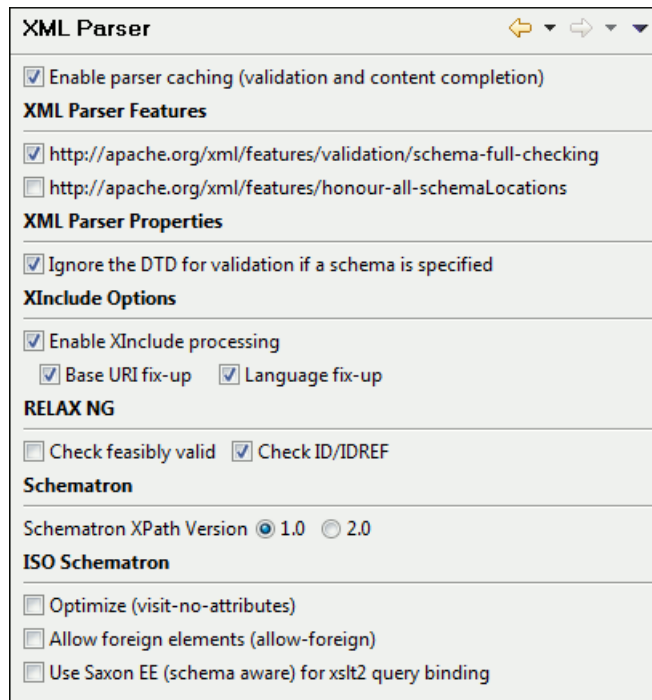 XML Parser
Enable parser caching (validation and content completion)
XML Parser Features
http://apache.org/xml/features/validation/schema-full-checking
http://apache.org/xml/features/honour-all-schemaLocations
XML Parser Properties
Ignore the DTD for validation if a schema is specified
XInclude Options
Enable XInclude processing
Base URI fix-up Language fix-up
RELAX NG
Check feasibly valid Check ID/IDREF
Schematron
Schematron XPath Version 1.0 2.0
ISO Schematron
Optimize (visit-no-attributes)
Allow foreign elements (allow-foreign)
Use Saxon EE (schema aware) for xslt2 query binding